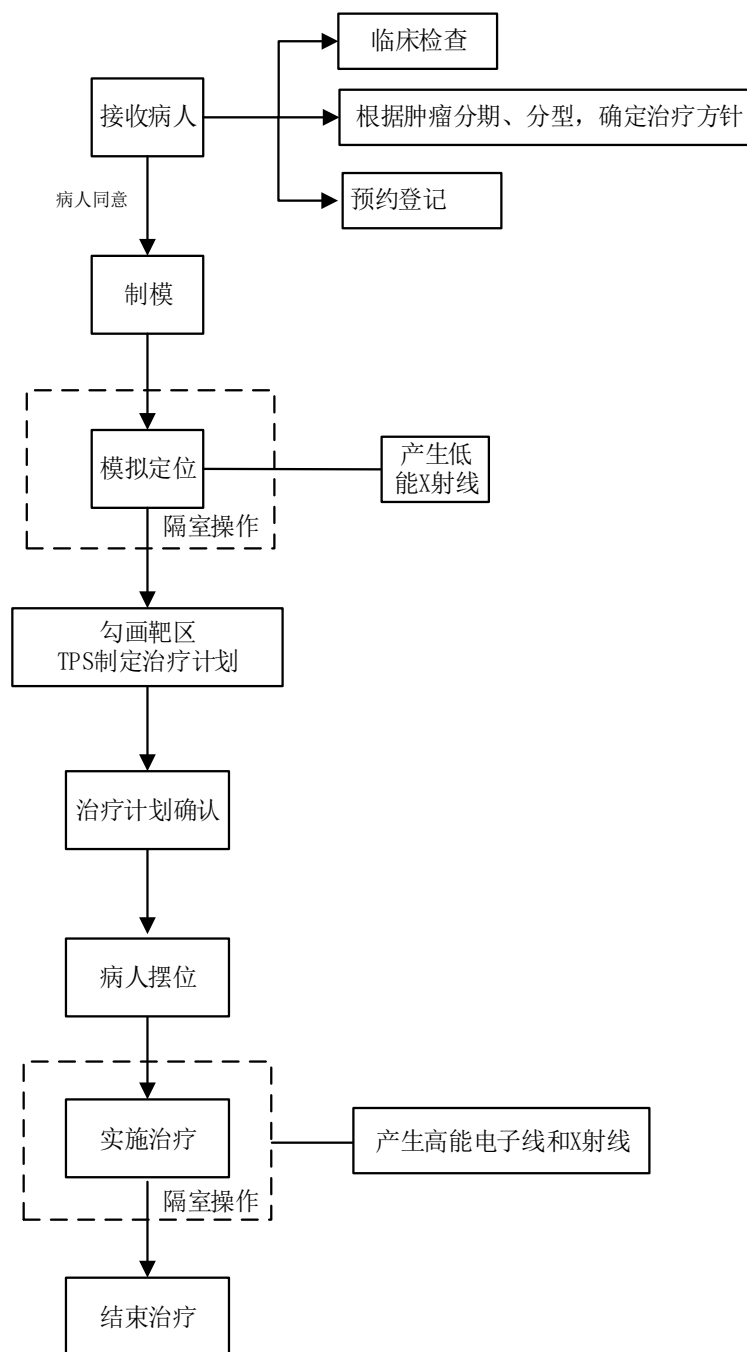 临床检查
接收病人
根据肿瘤分期、分型，确定治疗方针
预约登记
病人同意
制模
模拟定位
产生低
能X射线
隔室操作
勾画靶区
TPS制定治疗计划
治疗计划确认
病人摆位
实施治疗
产生高能电子线和X射线
隔室操作
结束治疗